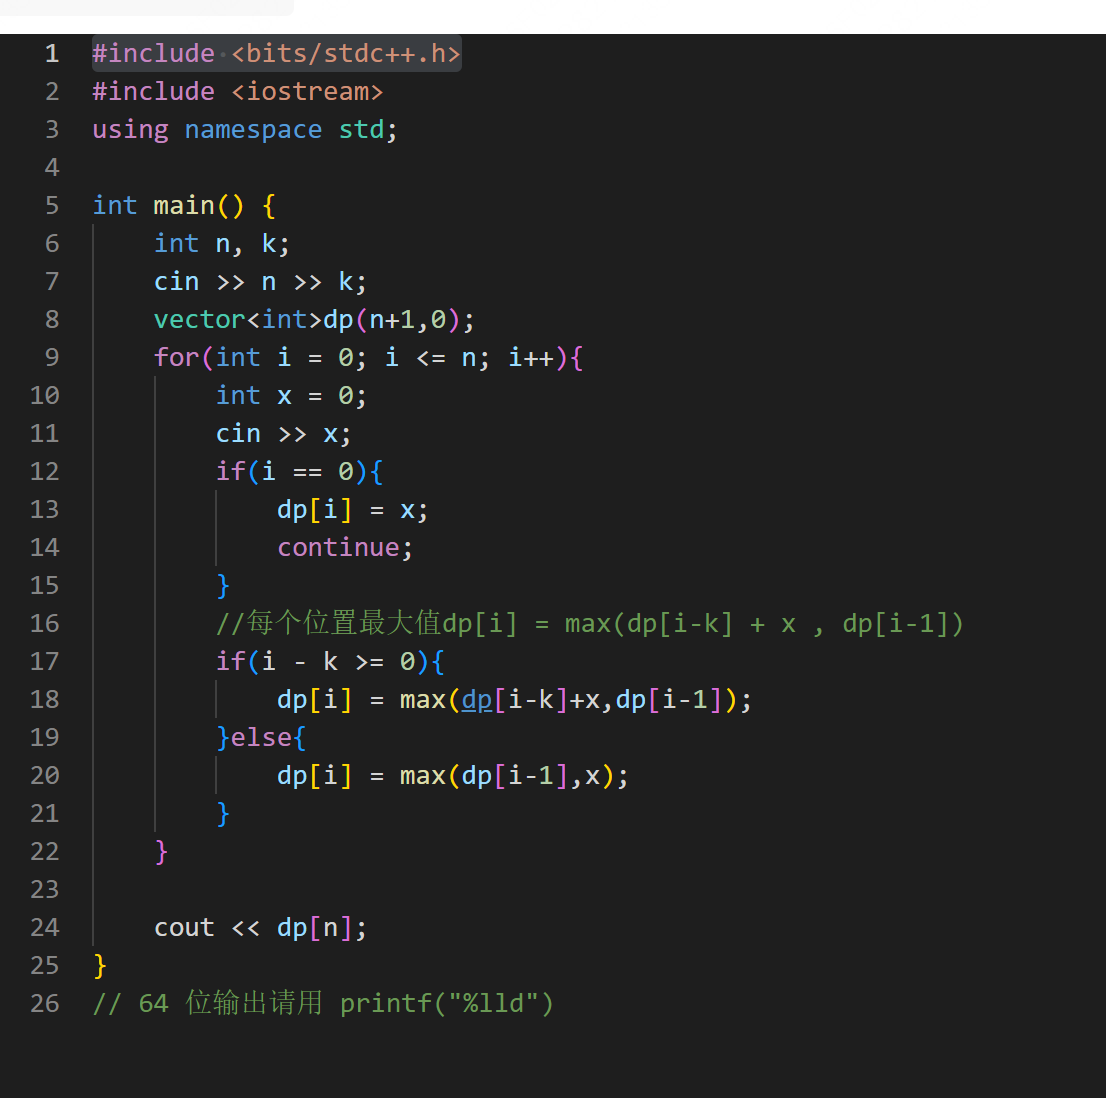 1 #include <bits/stdc++.h>
2 #include <iostream>
3 using namespace std;
4
5 int main() {
6     int n, k;
7     cin >> n >> k;
8     vector<int>dp(n+1,0);
9     for(int i = 0; i <= n; i++){
10         int x = 0;
11         cin >> x;
12         if(i == 0){
13             dp[i] = x;
14             continue;
15         }
16         //每个位置最大值dp[i] = max(dp[i-k] + x , dp[i-1])
17         if(i - k >= 0){
18             dp[i] = max(dp[i-k]+x,dp[i-1]);
19         }else{
20             dp[i] = max(dp[i-1],x);
21         }
22     }
23
24     cout << dp[n];
25 }
26 // 64 位输出请用 printf("%lld")